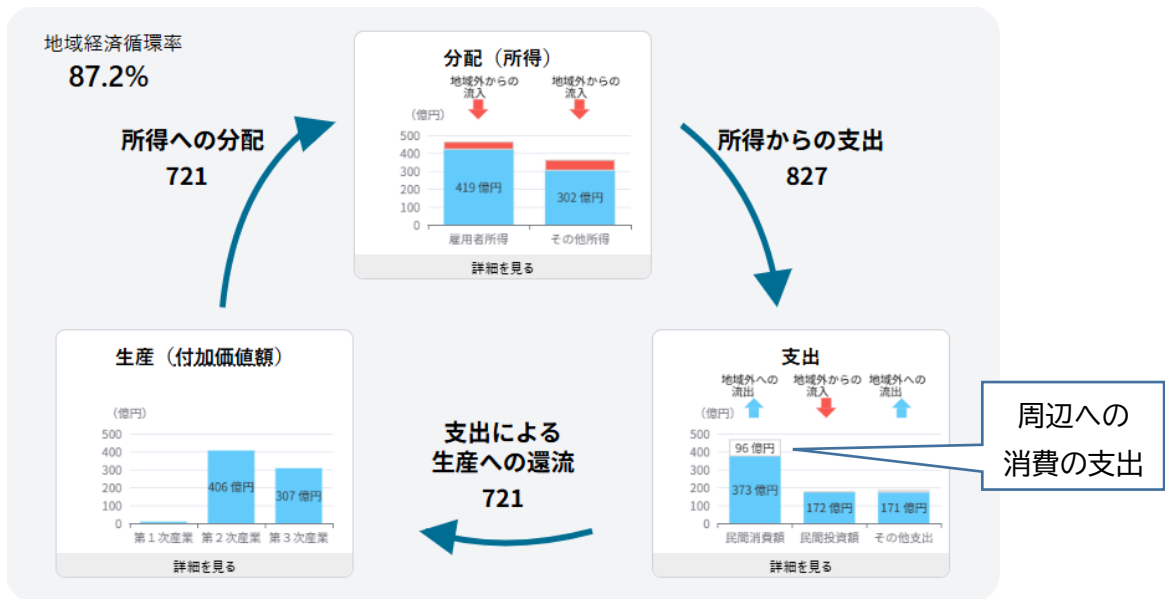 地域経済循環率
87.2%
分配（所得）
地域外からの
流入
地域外からの
流入
（億円）
500
400
300
200
100
0
419 億円
302 億円
雇用者所得
その他所得
詳細を見る
所得への分配
721
所得からの支出
827
生産（付加価値額）
（億円）
500
400
300
200
100
0
406 億円
307 億円
第１次産業
第２次産業
第３次産業
詳細を見る
支出による
生産への還流
721
支出
地域外への
流出
地域外からの
流入
地域外への
流出
（億円）
500
400
300
200
100
0
96 億円
373 億円
172 億円
171 億円
民間消費額
民間投資額
その他支出
詳細を見る
周辺への
消費の支出